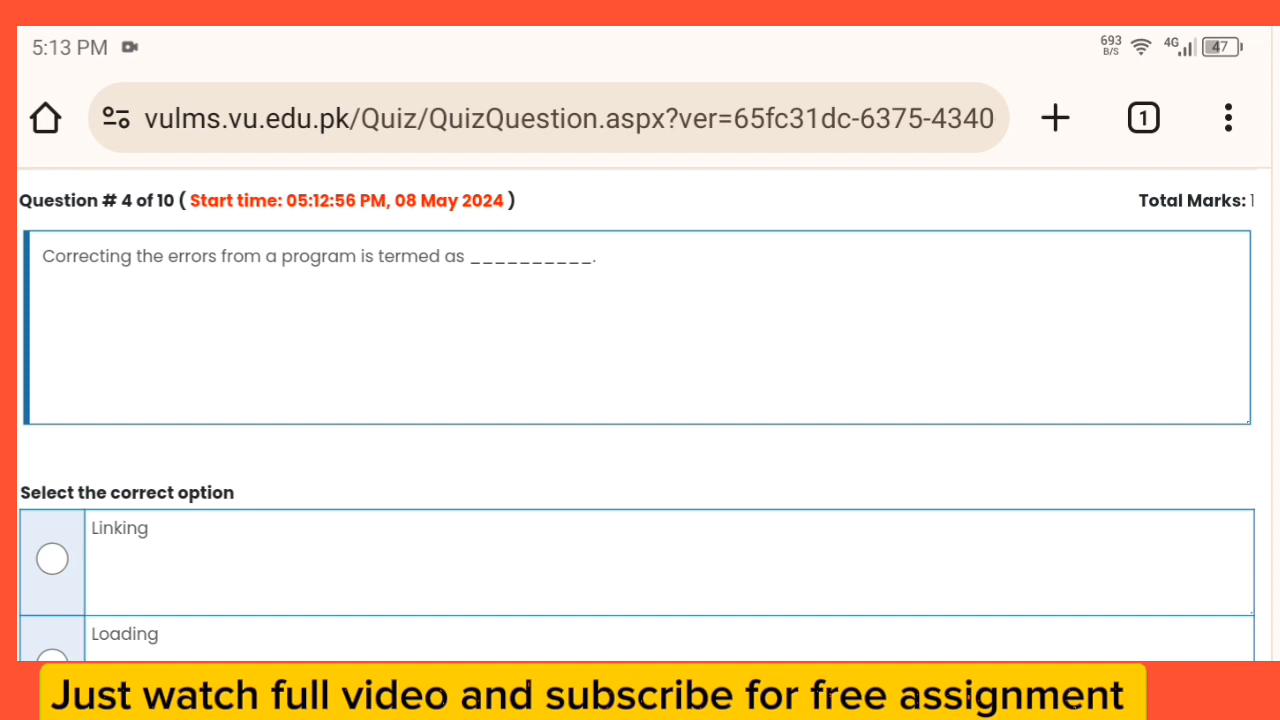 5:13 PM
693 B/S 4G 47
vulms.vu.edu.pk/Quiz/QuizQuestion.aspx?ver=65fc31dc-6375-4340
1
Question # 4 of 10 ( Start time: 05:12:56 PM, 08 May 2024 )
Total Marks: 1
Correcting the errors from a program is termed as __________.
Select the correct option
Linking
Loading
Just watch full video and subscribe for free assignment